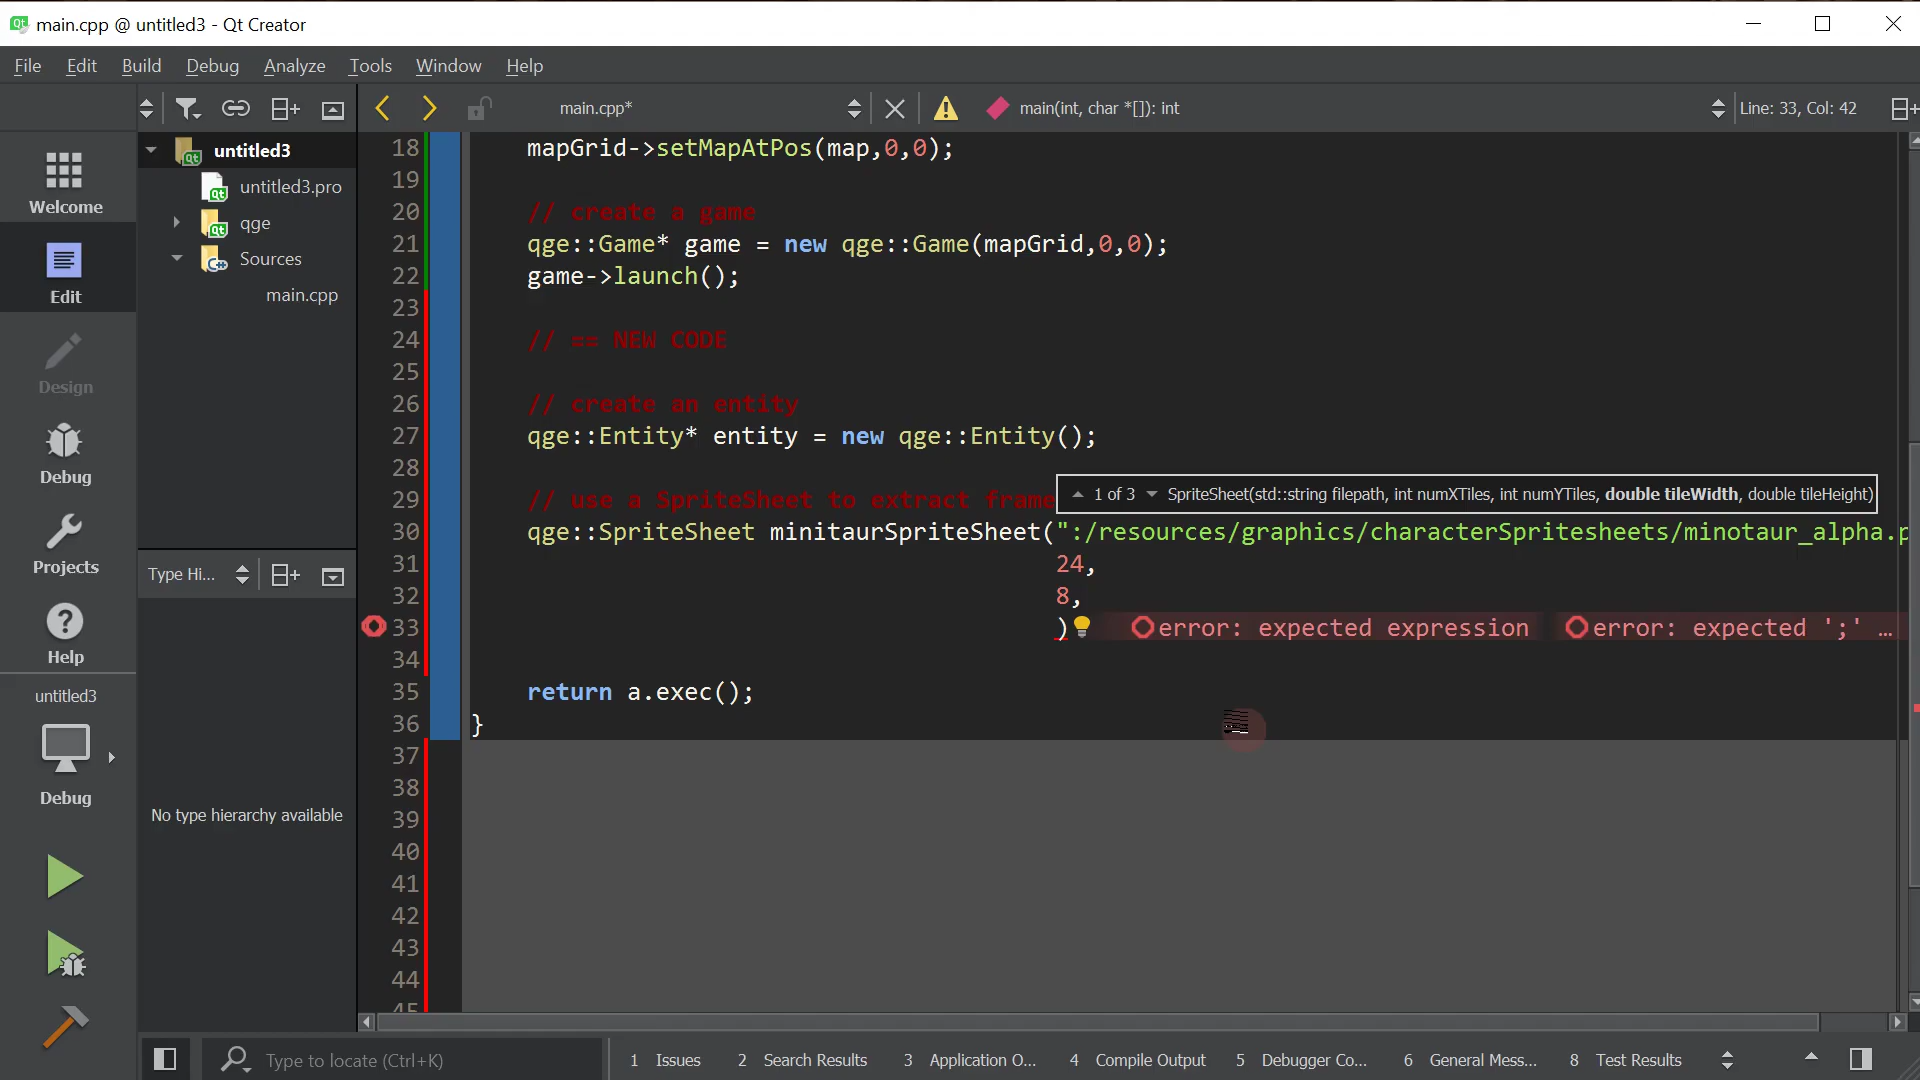 main.cpp @ untitled3 - Qt Creator
File Edit Build Debug Analyze Tools Window Help
main.cpp*
main(int, char *[]): int
Line: 33, Col: 42
Welcome
Edit
Design
Debug
Projects
Help
untitled3
Debug
untitled3
untitled3.pro
qge
Sources
main.cpp
Type Hi...
No type hierarchy available
18 mapGrid->setMapAtPos(map,0,0);
19
20 // create a game
21 qge::Game* game = new qge::Game(mapGrid,0,0);
22 game->launch();
23
24 // == NEW CODE
25
26 // create an entity
27 qge::Entity* entity = new qge::Entity();
28
29 // use a SpriteSheet to extract frame
1 of 3 SpriteSheet(std::string filepath, int numXTiles, int numYTiles, double tileWidth, double tileHeight)
30 qge::SpriteSheet minitaurSpriteSheet(":/resources/graphics/characterSpritesheets/minotaur_alpha.p
31 24,
32 8,
33 ) error: expected expression error: expected ';' …
34
35 return a.exec();
36 }
37
38
39
40
41
42
43
44
45
Type to locate (Ctrl+K)
1 Issues 2 Search Results 3 Application O... 4 Compile Output 5 Debugger Co... 6 General Mess... 8 Test Results